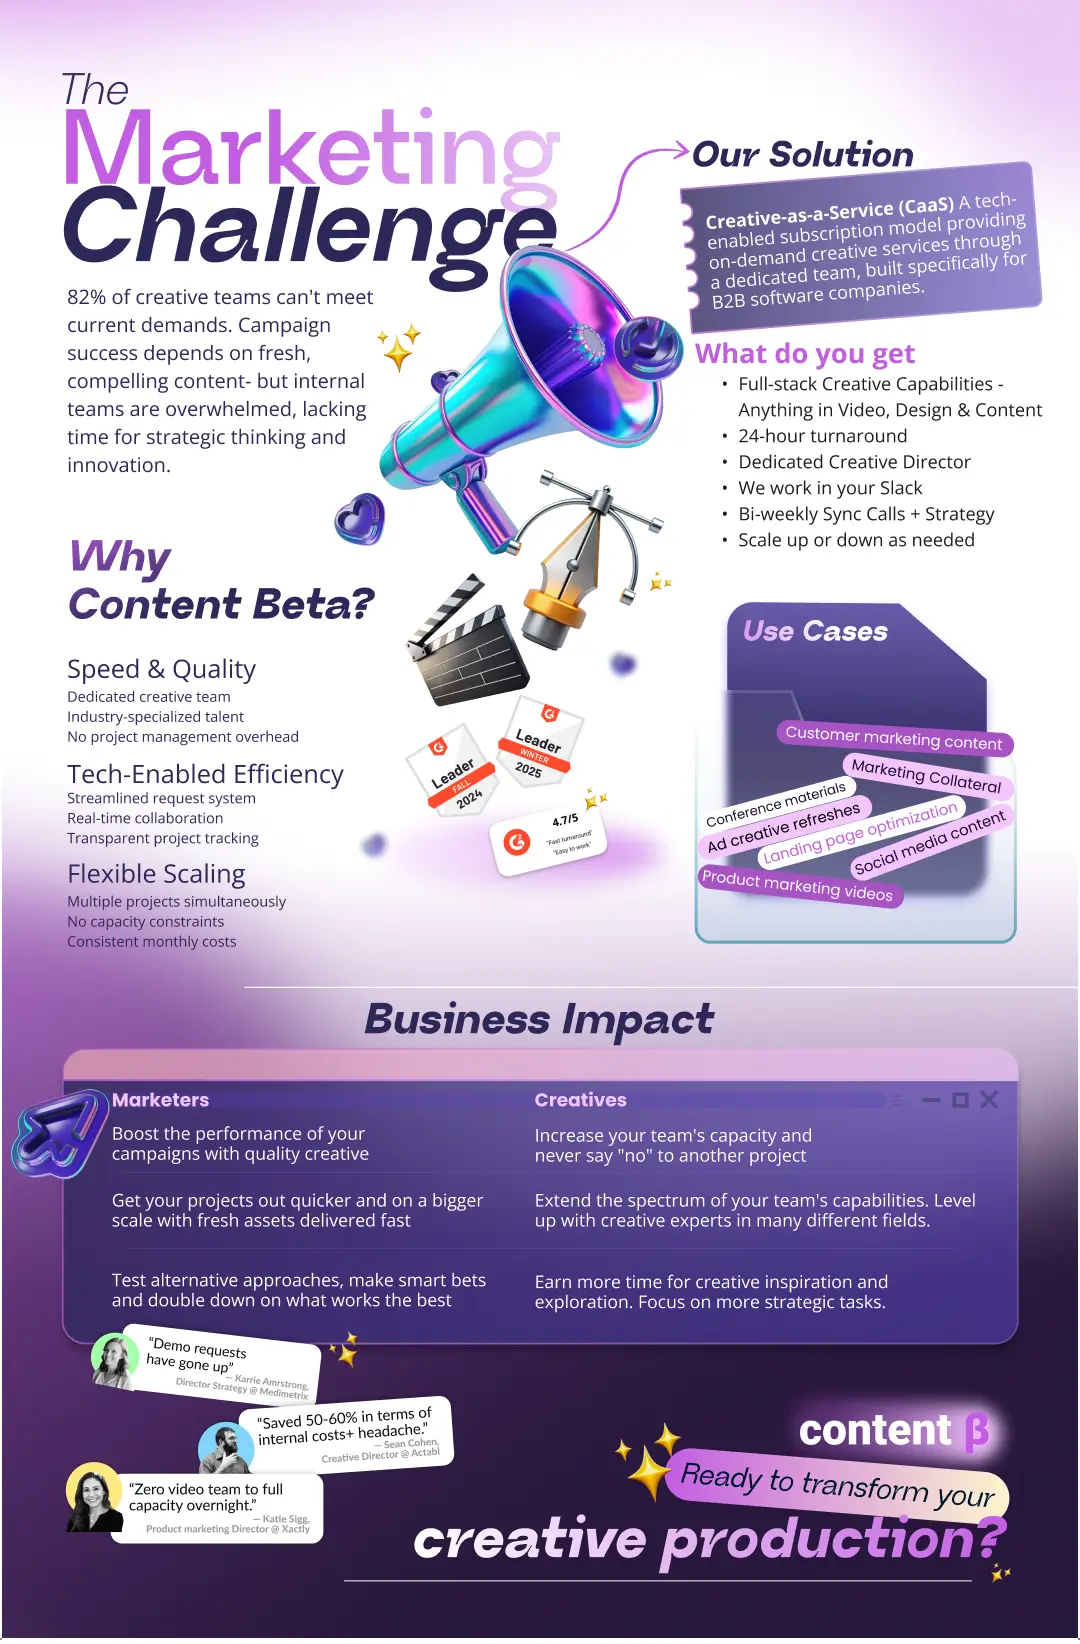 The
Marketing
Challenge
82% of creative teams can't meet
current demands. Campaign
success depends on fresh,
compelling content- but internal
teams are overwhelmed, lacking
time for strategic thinking and
innovation.
Our Solution
Creative-as-a-Service (CaaS) A tech-
enabled subscription model providing
on-demand creative services through
a dedicated team, built specifically for
B2B software companies.
What do you get
• Full-stack Creative Capabilities -
Anything in Video, Design & Content
• 24-hour turnaround
• Dedicated Creative Director
• We work in your Slack
• Bi-weekly Sync Calls + Strategy
• Scale up or down as needed
Why
Content Beta?
Speed & Quality
Dedicated creative team
Industry-specialized talent
No project management overhead
Tech-Enabled Efficiency
Streamlined request system
Real-time collaboration
Transparent project tracking
Flexible Scaling
Multiple projects simultaneously
No capacity constraints
Consistent monthly costs
G2
Leader
FALL
2024
G2
Leader
WINTER
2025
G2
4.7/5
"Fast turnaround"
"Easy to work"
Use Cases
Customer marketing content
Marketing Collateral
Conference materials
Ad creative refreshes
Landing page optimization
Social media content
Product marketing videos
Business Impact
Marketers
Boost the performance of your
campaigns with quality creative
Get your projects out quicker and on a bigger
scale with fresh assets delivered fast
Test alternative approaches, make smart bets
and double down on what works the best
Creatives
Increase your team's capacity and
never say "no" to another project
Extend the spectrum of your team's capabilities. Level
up with creative experts in many different fields.
Earn more time for creative inspiration and
exploration. Focus on more strategic tasks.
“Demo requests
have gone up”
— Karrie Amrstrong,
Director Strategy @ Medimetrix
“Saved 50-60% in terms of
internal costs+ headache.”
— Sean Cohen,
Creative Director @ Actabl
“Zero video team to full
capacity overnight.”
— Katie Sigg,
Product marketing Director @ Xactly
content β
Ready to transform your
creative production?